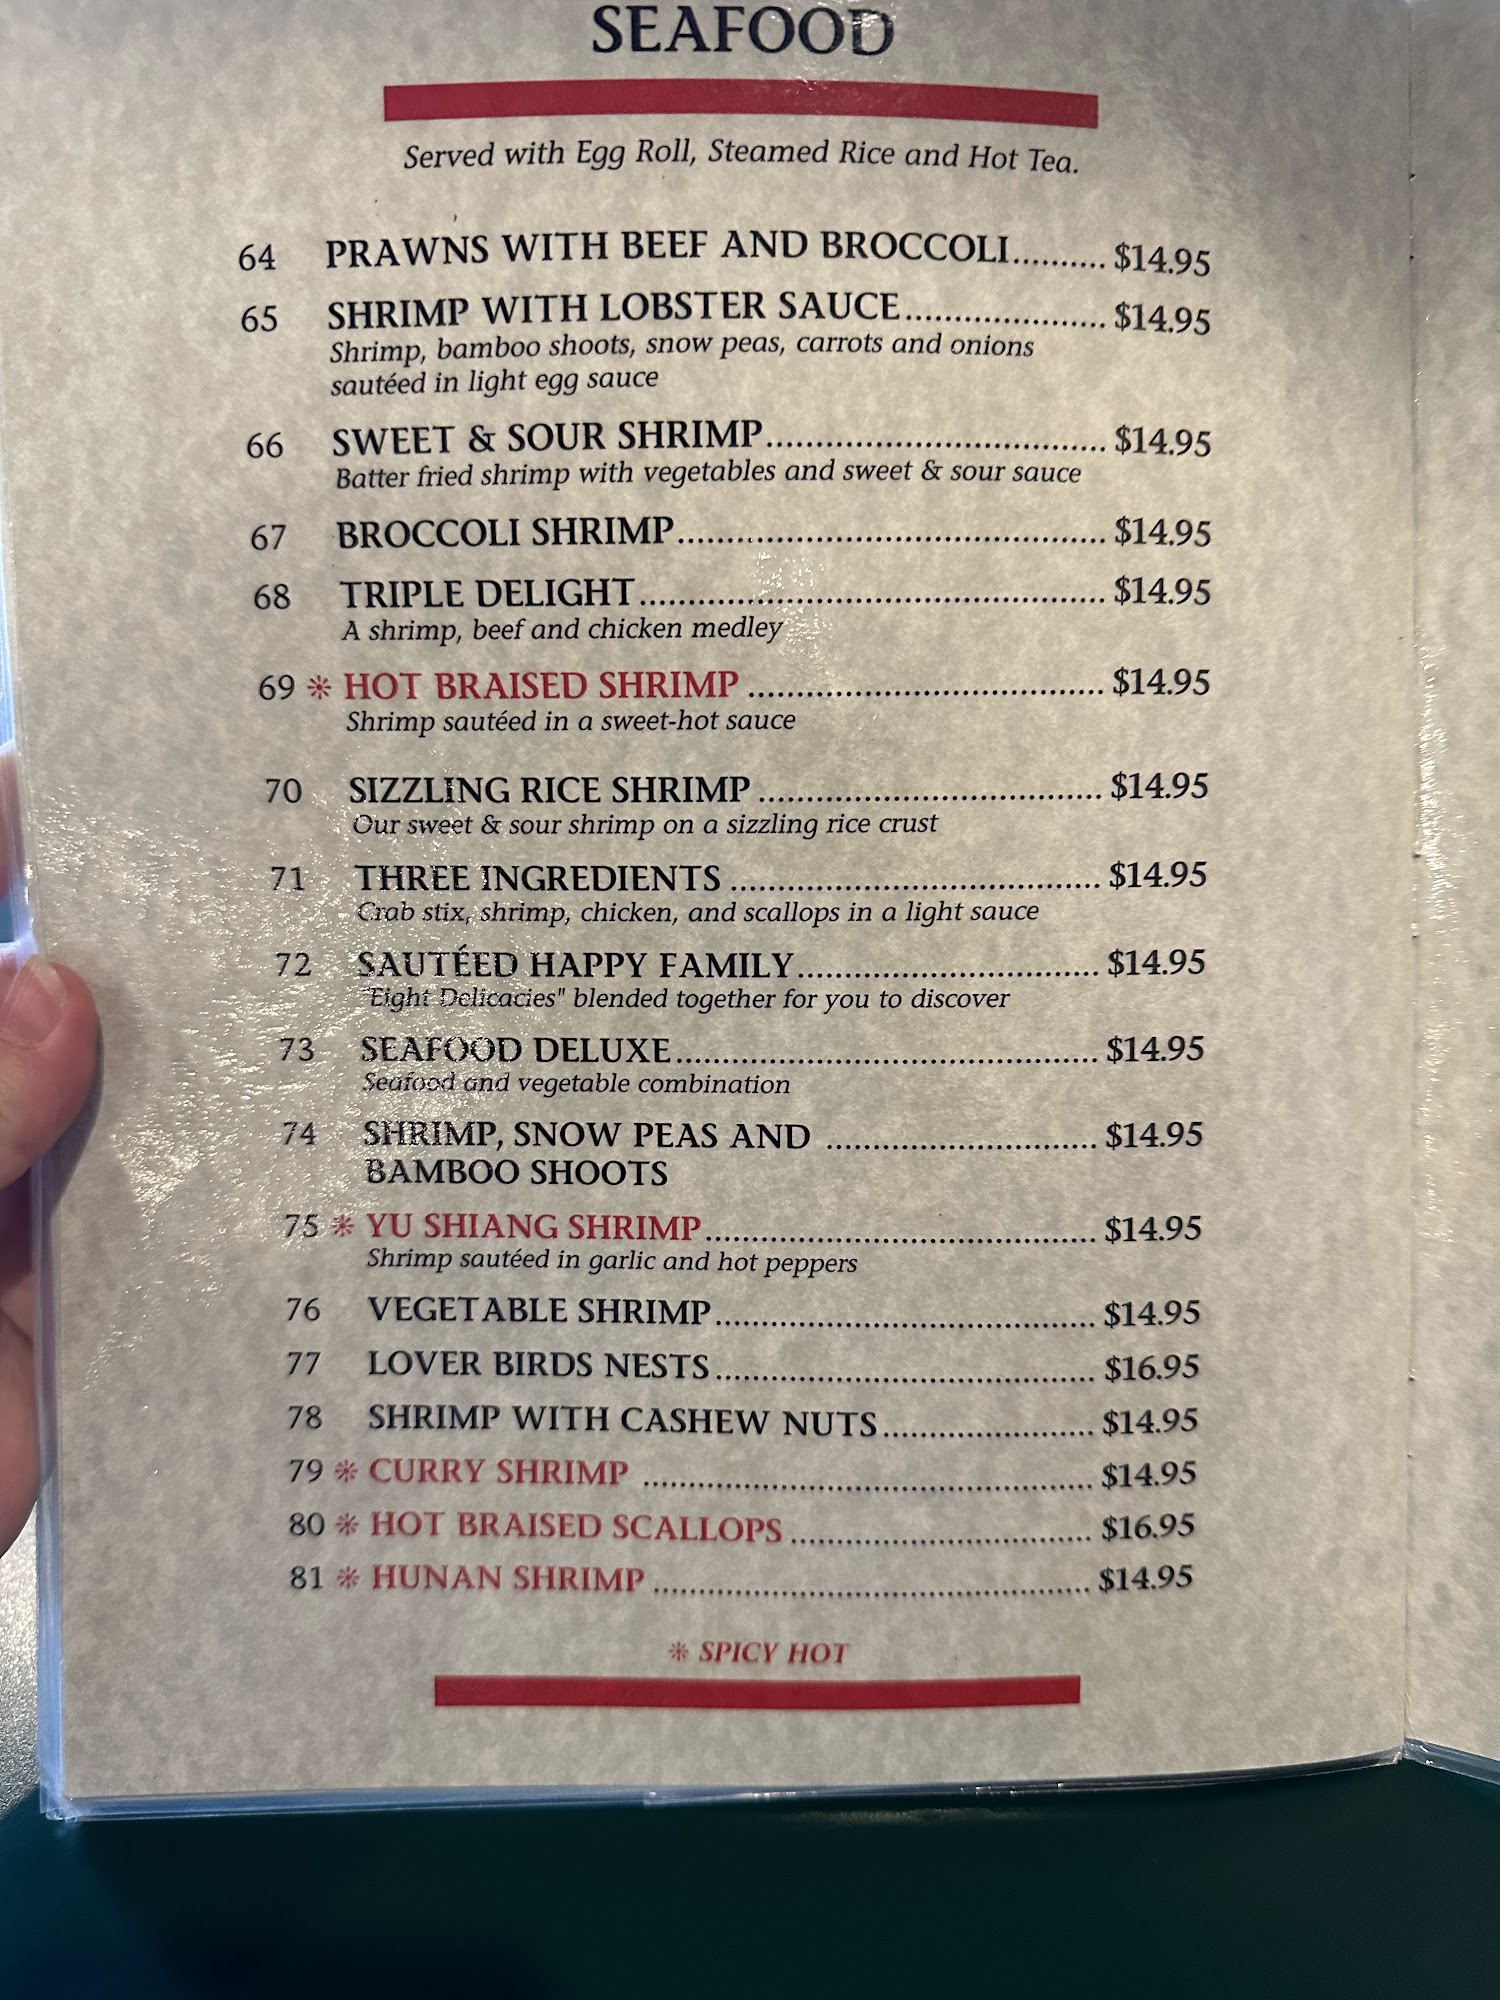 SEAFOOD
Served with Egg Roll, Steamed Rice and Hot Tea.
64 PRAWNS WITH BEEF AND BROCCOLI.......... $14.95
65 SHRIMP WITH LOBSTER SAUCE.................... $14.95
Shrimp, bamboo shoots, snow peas, carrots and onions
sautéed in light egg sauce
66 SWEET & SOUR SHRIMP.................................. $14.95
Batter fried shrimp with vegetables and sweet & sour sauce
67 BROCCOLI SHRIMP........................................... $14.95
68 TRIPLE DELIGHT............................................... $14.95
A shrimp, beef and chicken medley
69 ❊ HOT BRAISED SHRIMP .................................... $14.95
Shrimp sautéed in a sweet-hot sauce
70 SIZZLING RICE SHRIMP ................................... $14.95
Our sweet & sour shrimp on a sizzling rice crust
71 THREE INGREDIENTS ..................................... $14.95
Crab stix, shrimp, chicken, and scallops in a light sauce
72 SAUTÉED HAPPY FAMILY.............................. $14.95
"Eight Delicacies" blended together for you to discover
73 SEAFOOD DELUXE.......................................... $14.95
Seafood and vegetable combination
74 SHRIMP, SNOW PEAS AND ........................... $14.95
BAMBOO SHOOTS
75 ❊ YU SHIANG SHRIMP....................................... $14.95
Shrimp sautéed in garlic and hot peppers
76 VEGETABLE SHRIMP...................................... $14.95
77 LOVER BIRDS NESTS...................................... $16.95
78 SHRIMP WITH CASHEW NUTS..................... $14.95
79 ❊ CURRY SHRIMP ............................................. $14.95
80 ❊ HOT BRAISED SCALLOPS.............................. $16.95
81 ❊ HUNAN SHRIMP ............................................ $14.95
❊ SPICY HOT